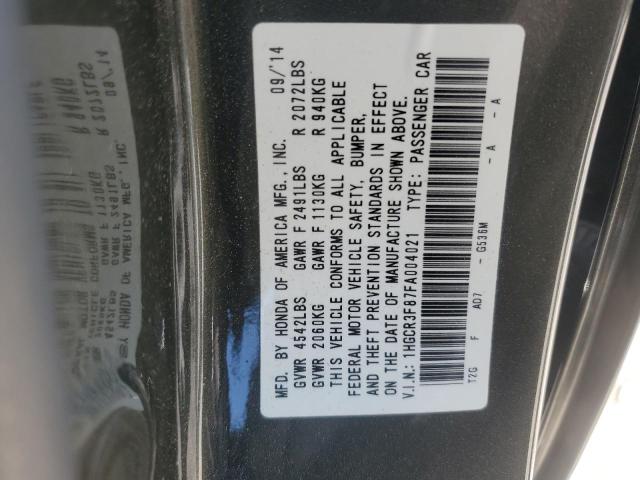 MFD. BY HONDA OF AMERICA MFG., INC. 09/'14
GVWR 4542LBS GAWR F 2491LBS R 2072LBS
GVWR 2060KG GAWR F 1130KG R 940KG
THIS VEHICLE CONFORMS TO ALL APPLICABLE
FEDERAL MOTOR VEHICLE SAFETY, BUMPER,
AND THEFT PREVENTION STANDARDS IN EFFECT
ON THE DATE OF MANUFACTURE SHOWN ABOVE.
V.I.N.: 1HGCR3F87FA004021 TYPE: PASSENGER CAR
T2G F AD7 - G536M - A - A